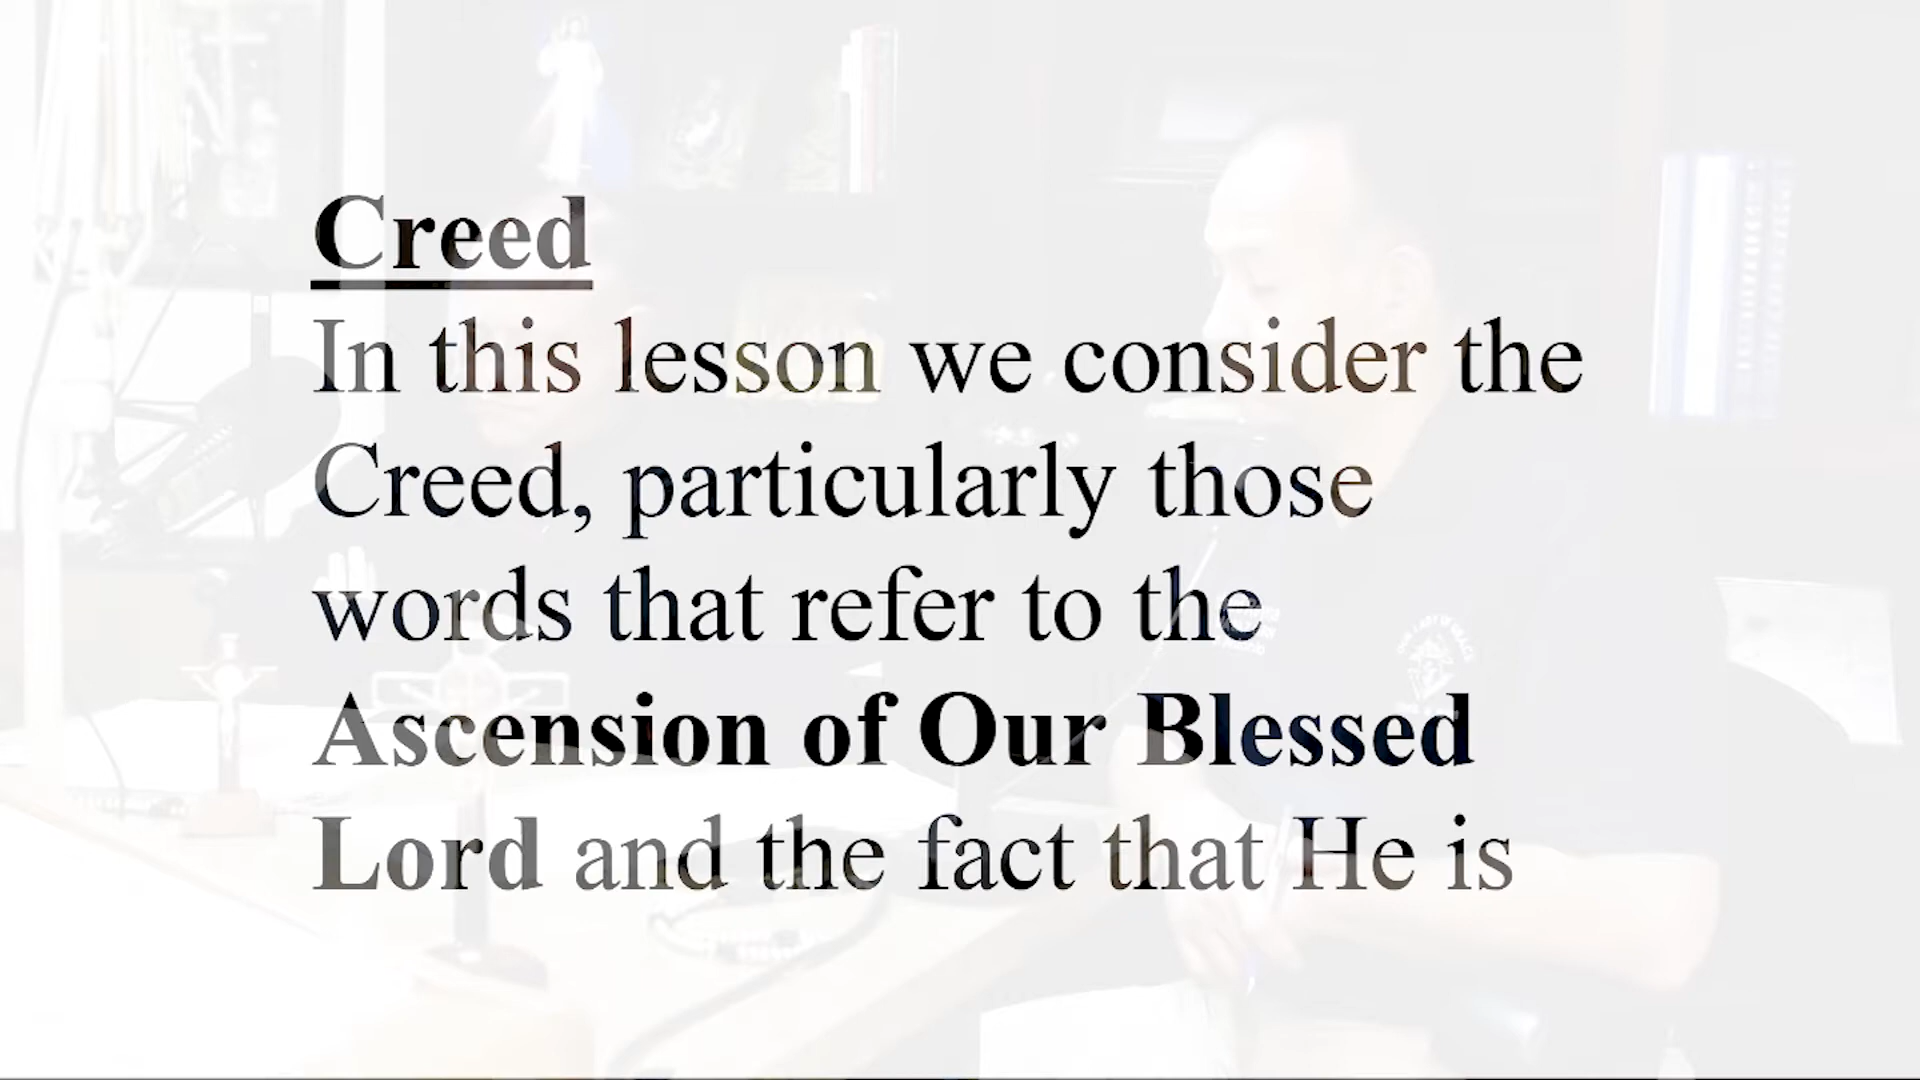 Creed
In this lesson we consider the
Creed, particularly those
words that refer to the
Ascension of Our Blessed
Lord and the fact that He is